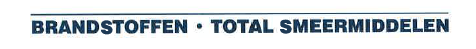 BRANDSTOFFEN • TOTAL SMEERMIDDELEN